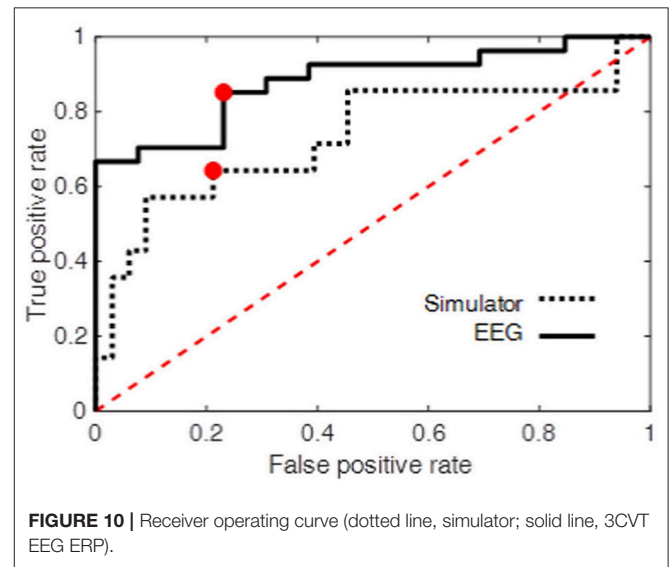 1
0.8
0.6
0.4
0.2
0
True positive rate
Simulator
EEG
0 0.2 0.4 0.6 0.8 1
False positive rate
FIGURE 10 | Receiver operating curve (dotted line, simulator; solid line, 3CVT
EEG ERP).